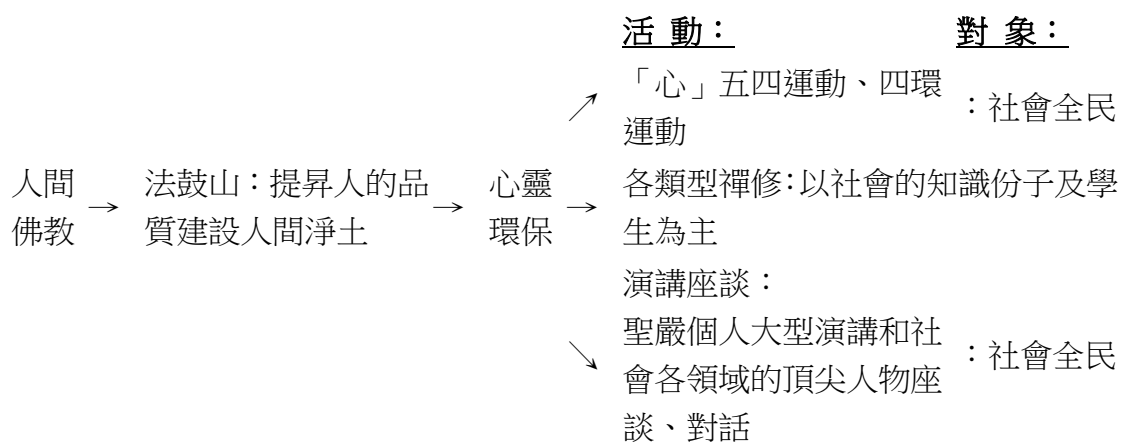 活 動： 對 象：
「心」五四運動、四環
運動
：社會全民
人間
佛教
→
法鼓山：提昇人的品
質建設人間淨土
→
心靈
環保
→
各類型禪修：以社會的知識份子及學
生為主
演講座談：
聖嚴個人大型演講和社
會各領域的頂尖人物座
談、對話
：社會全民